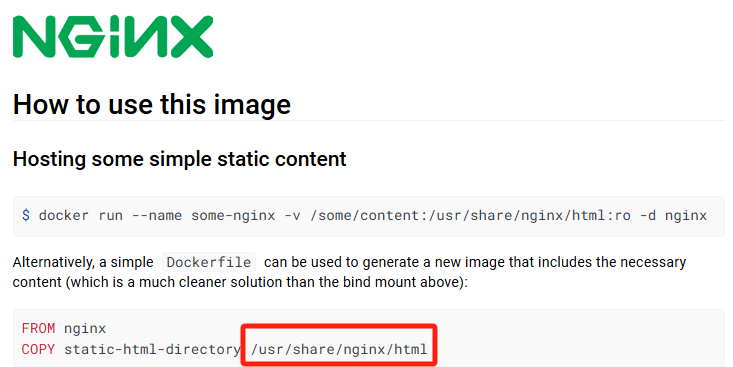 NGINX
How to use this image
Hosting some simple static content
$ docker run --name some-nginx -v /some/content:/usr/share/nginx/html:ro -d nginx
Alternatively, a simple Dockerfile can be used to generate a new image that includes the necessary
content (which is a much cleaner solution than the bind mount above):
FROM nginx
COPY static-html-directory /usr/share/nginx/html